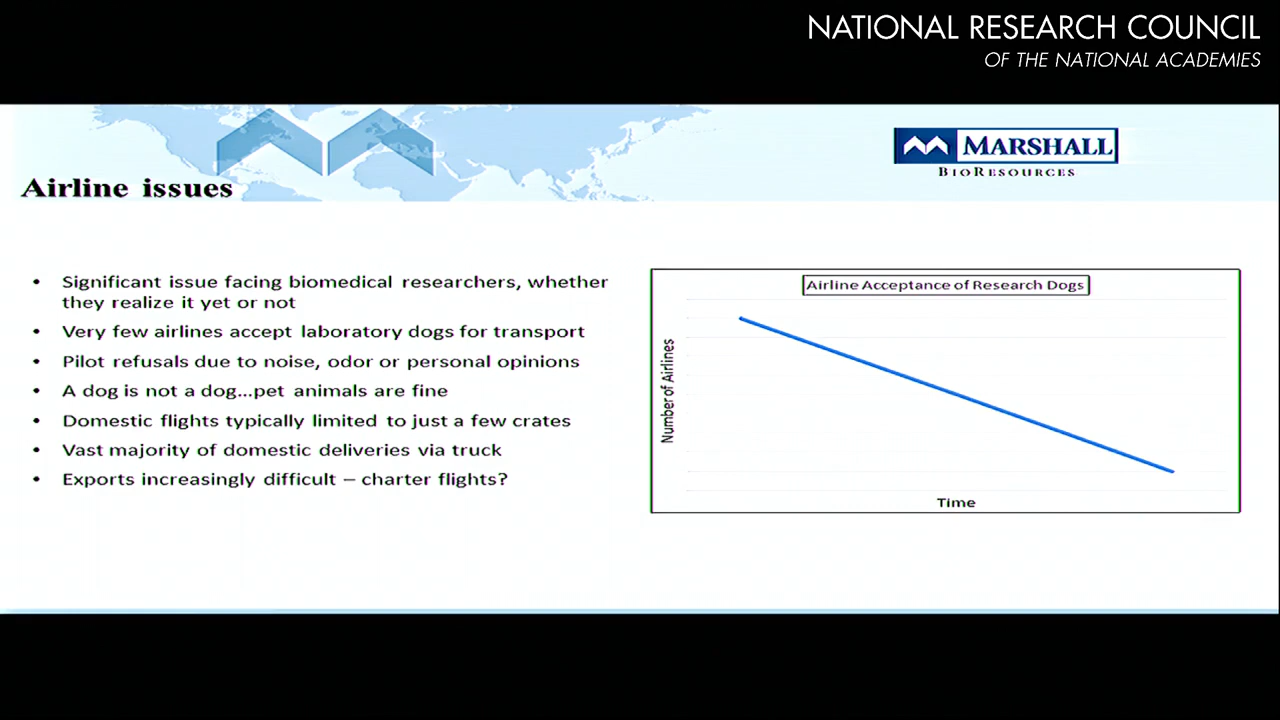 NATIONAL RESEARCH COUNCIL
OF THE NATIONAL ACADEMIES
MARSHALL
BIORESOURCES
Airline issues
• Significant issue facing biomedical researchers, whether
they realize it yet or not
• Very few airlines accept laboratory dogs for transport
• Pilot refusals due to noise, odor or personal opinions
• A dog is not a dog...pet animals are fine
• Domestic flights typically limited to just a few crates
• Vast majority of domestic deliveries via truck
• Exports increasingly difficult – charter flights?
Airline Acceptance of Research Dogs
Number of Airlines
Time